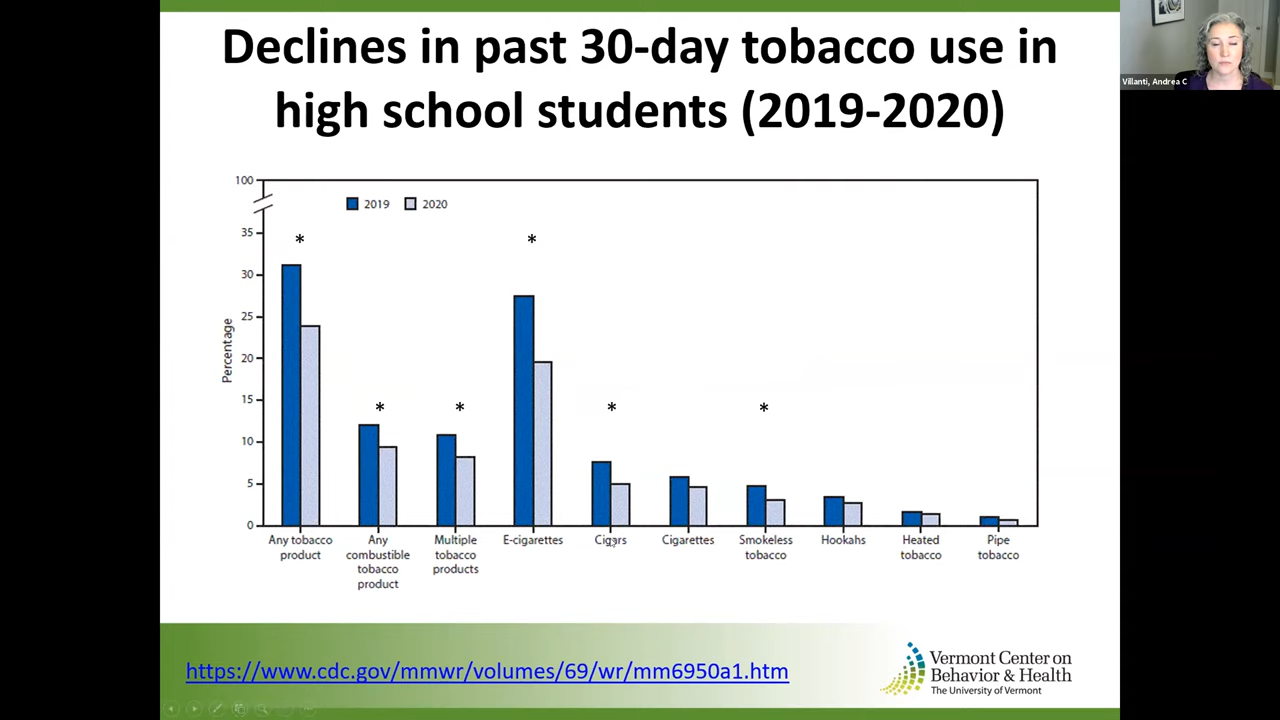 Declines in past 30-day tobacco use in
high school students (2019-2020)
Villanti, Andrea C
100
35
30
25
20
15
10
5
0
Percentage
2019 2020
* *
* * * *
Any tobacco
product
Any
combustible
tobacco
product
Multiple
tobacco
products
E-cigarettes
Cigars
Cigarettes
Smokeless
tobacco
Hookahs
Heated
tobacco
Pipe
tobacco
https://www.cdc.gov/mmwr/volumes/69/wr/mm6950a1.htm
Vermont Center on
Behavior & Health
The University of Vermont